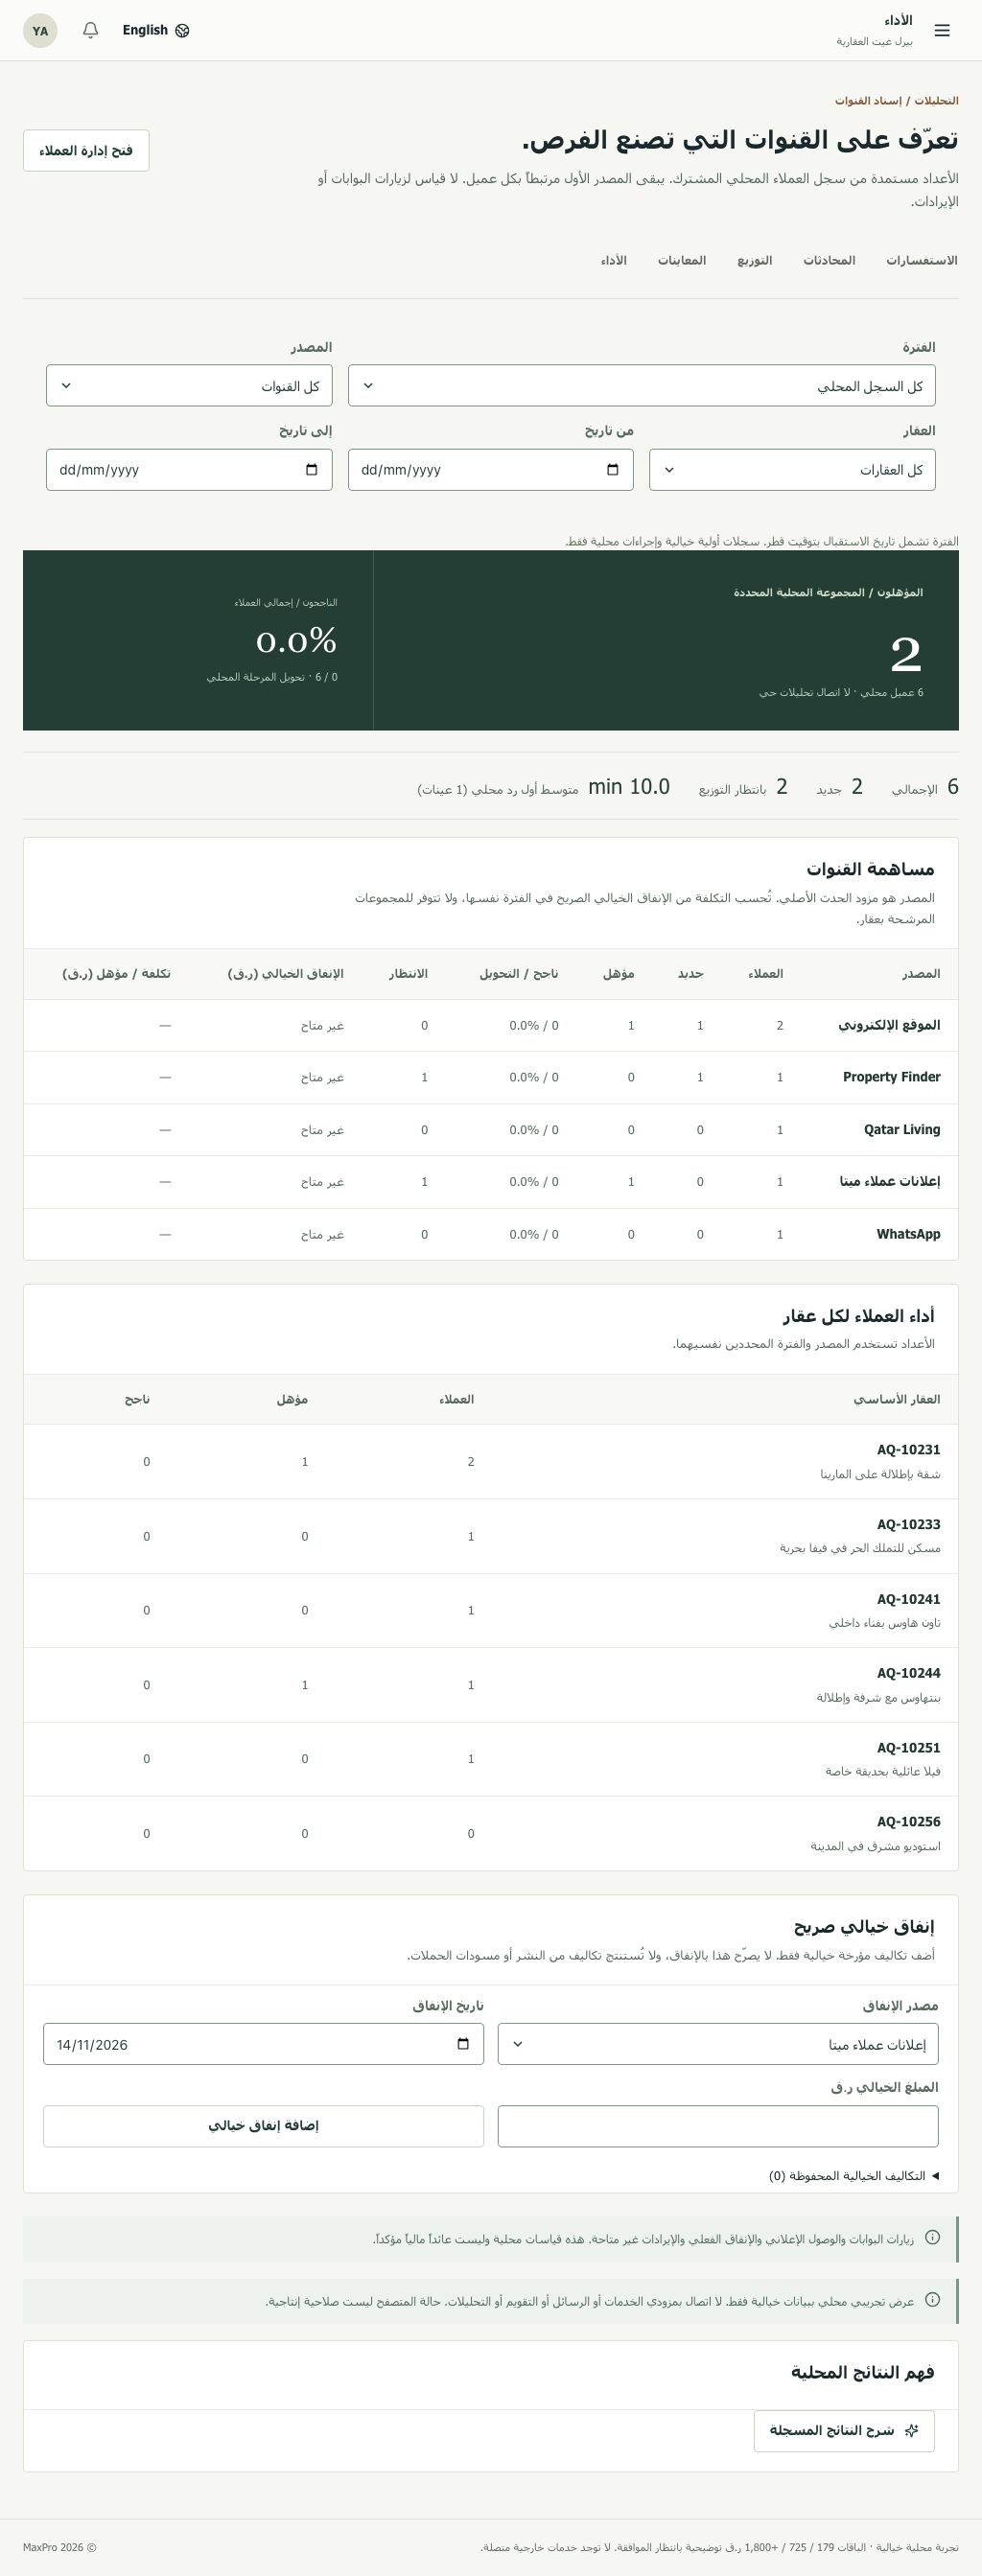 الأداء
بيرل غيت العقارية
English
YA
التحليلات / إسناد القنوات
تعرّف على القنوات التي تصنع الفرص.
فتح إدارة العملاء
الأعداد مستمدة من سجل العملاء المحلي المشترك. يبقى المصدر الأول مرتبطاً بكل عميل. لا قياس لزيارات البوابات أو
الإيرادات.
الاستفسارات المحادثات التوزيع المعاينات الأداء
الفترة المصدر
كل السجل المحلي كل القنوات
العقار من تاريخ إلى تاريخ
كل العقارات dd/mm/yyyy dd/mm/yyyy
الفترة تشمل تاريخ الاستقبال بتوقيت قطر. سجلات أولية خيالية وإجراءات محلية فقط.
المؤهلون / المجموعة المحلية المحددة
2
6 عميل محلي · لا اتصال تحليلات حي
الناجحون / إجمالي العملاء
0.0%
0 / 6 · تحويل المرحلة المحلي
6 الإجمالي 2 جديد 2 بانتظار التوزيع 10.0 min متوسط أول رد محلي (1 عينات)
مساهمة القنوات
المصدر هو مزود الحدث الأصلي. تُحسب التكلفة من الإنفاق الخيالي الصريح في الفترة نفسها، ولا تتوفر للمجموعات
المرشحة بعقار.
المصدر العملاء جديد مؤهل ناجح / التحويل الانتظار الإنفاق الخيالي (ر.ق) تكلفة / مؤهل (ر.ق)
الموقع الإلكتروني 2 1 1 0 / 0.0% 0 غير متاح —
Property Finder 1 1 0 0 / 0.0% 1 غير متاح —
Qatar Living 1 0 0 0 / 0.0% 0 غير متاح —
إعلانات عملاء ميتا 1 0 1 0 / 0.0% 1 غير متاح —
WhatsApp 1 0 0 0 / 0.0% 0 غير متاح —
أداء العملاء لكل عقار
الأعداد تستخدم المصدر والفترة المحددين نفسيهما.
العقار الأساسي العملاء مؤهل ناجح
AQ-10231 2 1 0
شقة بإطلالة على المارينا
AQ-10233 1 0 0
مسكن للتملك الحر في فيفا بحرية
AQ-10241 1 0 0
تاون هاوس بفناء داخلي
AQ-10244 1 1 0
بنتهاوس مع شرفة وإطلالة
AQ-10251 1 0 0
فيلا عائلية بحديقة خاصة
AQ-10256 0 0 0
استوديو مشرق في المدينة
إنفاق خيالي صريح
أضف تكاليف مؤرخة خيالية فقط. لا يصرّح هذا بالإنفاق، ولا تُستنتج تكاليف من النشر أو مسودات الحملات.
مصدر الإنفاق تاريخ الإنفاق
إعلانات عملاء ميتا 14/11/2026
المبلغ الخيالي ر.ق
إضافة إنفاق خيالي
التكاليف الخيالية المحفوظة (0)
زيارات البوابات والوصول الإعلاني والإنفاق الفعلي والإيرادات غير متاحة. هذه قياسات محلية وليست عائداً مالياً مؤكداً.
عرض تجريبي محلي ببيانات خيالية فقط. لا اتصال بمزودي الخدمات أو الرسائل أو التقويم أو التحليلات. حالة المتصفح ليست صلاحية إنتاجية.
فهم النتائج المحلية
شرح النتائج المسجلة
تجربة محلية خيالية · الباقات 179 / 725 / +1,800 ر.ق توضيحية بانتظار الموافقة. لا توجد خدمات خارجية متصلة.
© 2026 MaxPro